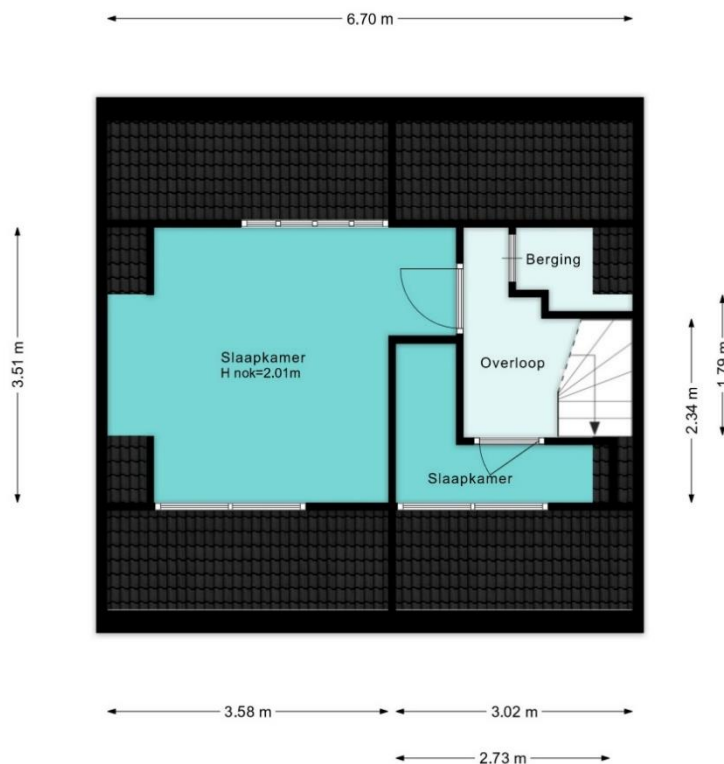 6.70 m
Berging
Slaapkamer
H nok=2.01m
Overloop
3.51 m
2.34 m
1.79 m
Slaapkamer
3.58 m
3.02 m
2.73 m